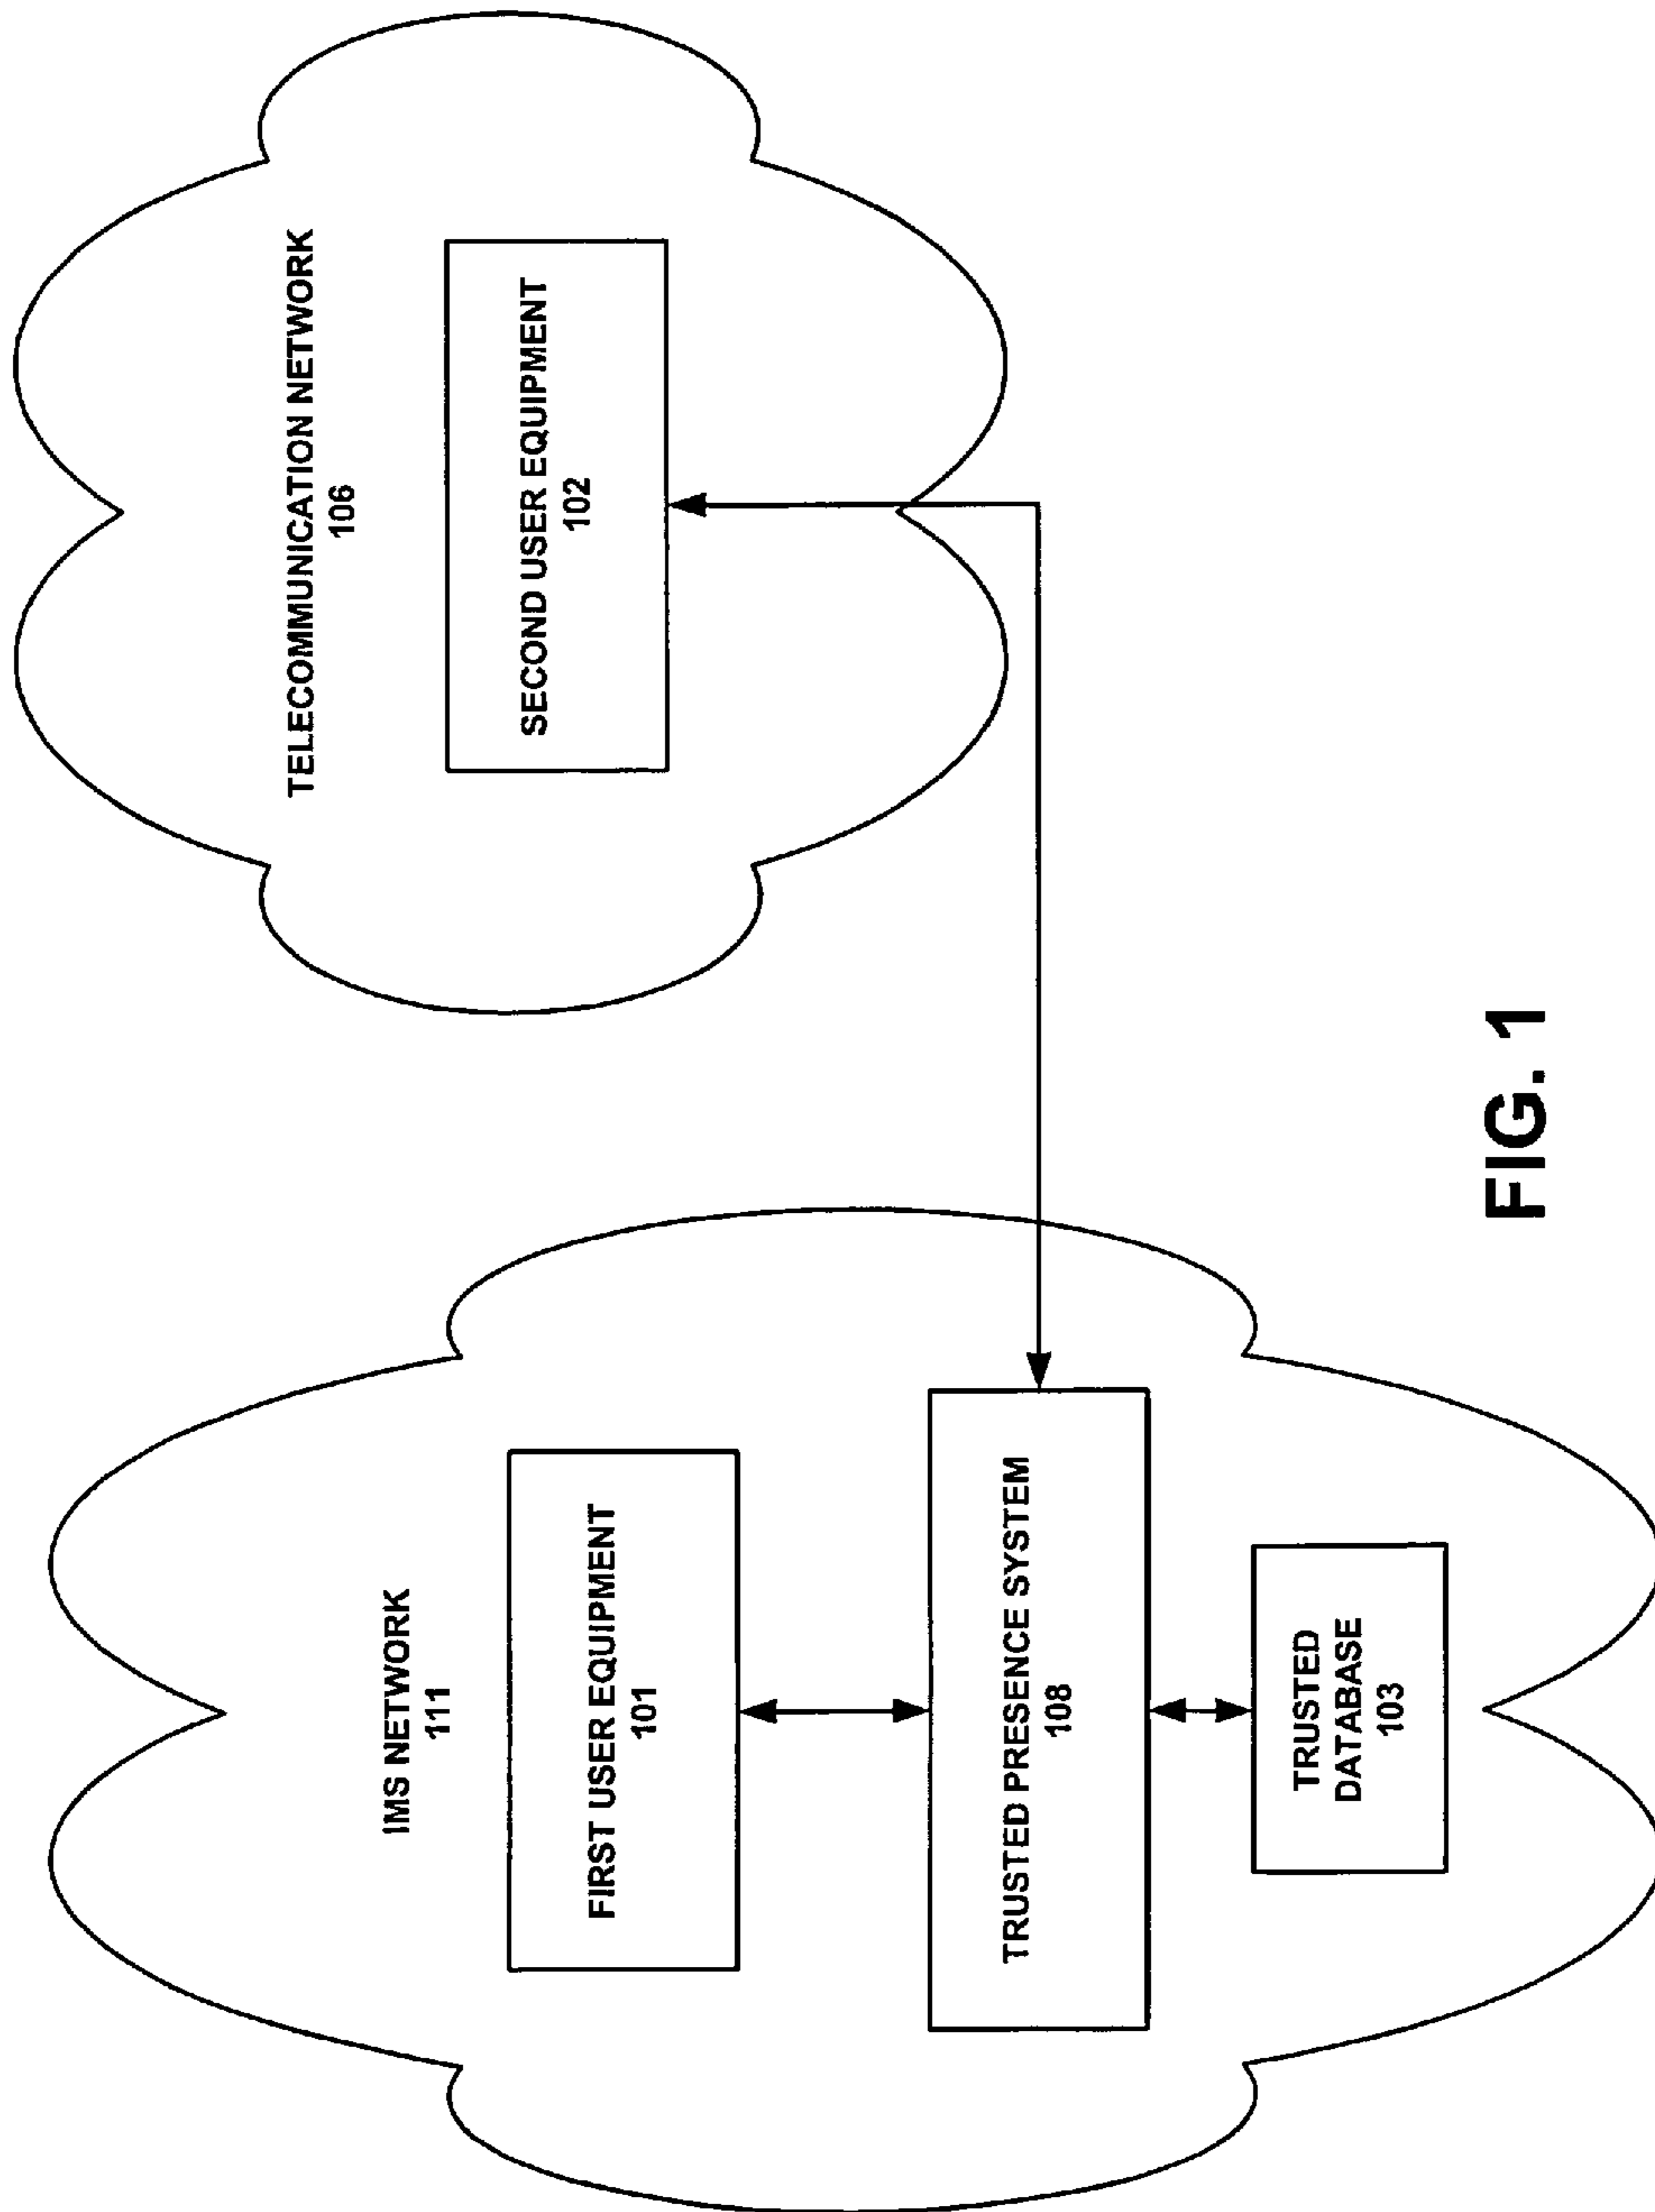 IMS NETWORK
111
FIRST USER EQUIPMENT
101
TRUSTED PRESENCE SYSTEM
108
TRUSTED
DATABASE
103
TELECOMMUNICATION NETWORK
106
SECOND USER EQUIPMENT
102
FIG. 1